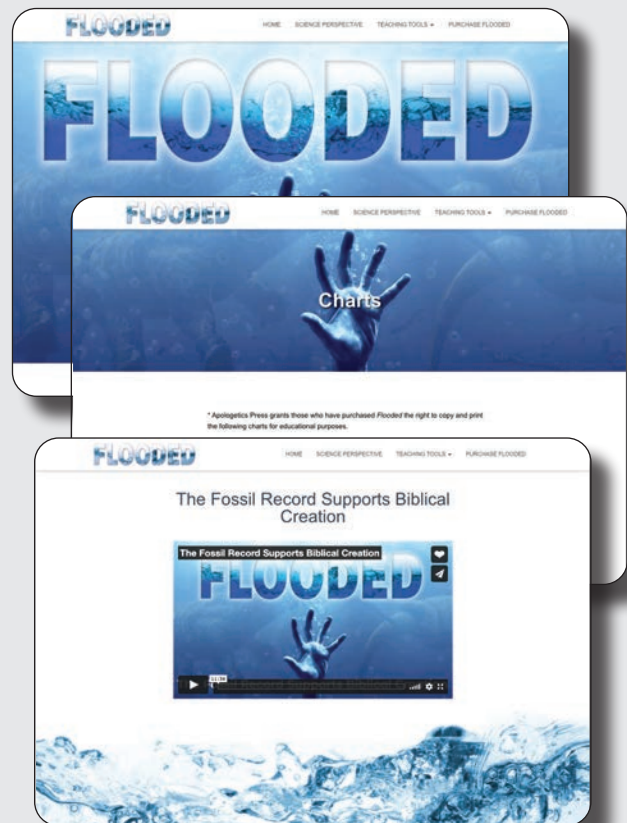 FLOODED
HOME SCIENCE PERSPECTIVE TEACHING TOOLS PURCHASE FLOODED
FLOODED
FLOODED
HOME SCIENCE PERSPECTIVE TEACHING TOOLS PURCHASE FLOODED
Charts
* Apologetics Press grants those who have purchased Flooded the right to copy and print
the following charts for educational purposes.
FLOODED
HOME SCIENCE PERSPECTIVE TEACHING TOOLS PURCHASE FLOODED
The Fossil Record Supports Biblical
Creation
The Fossil Record Supports Biblical Creation
FLOODED